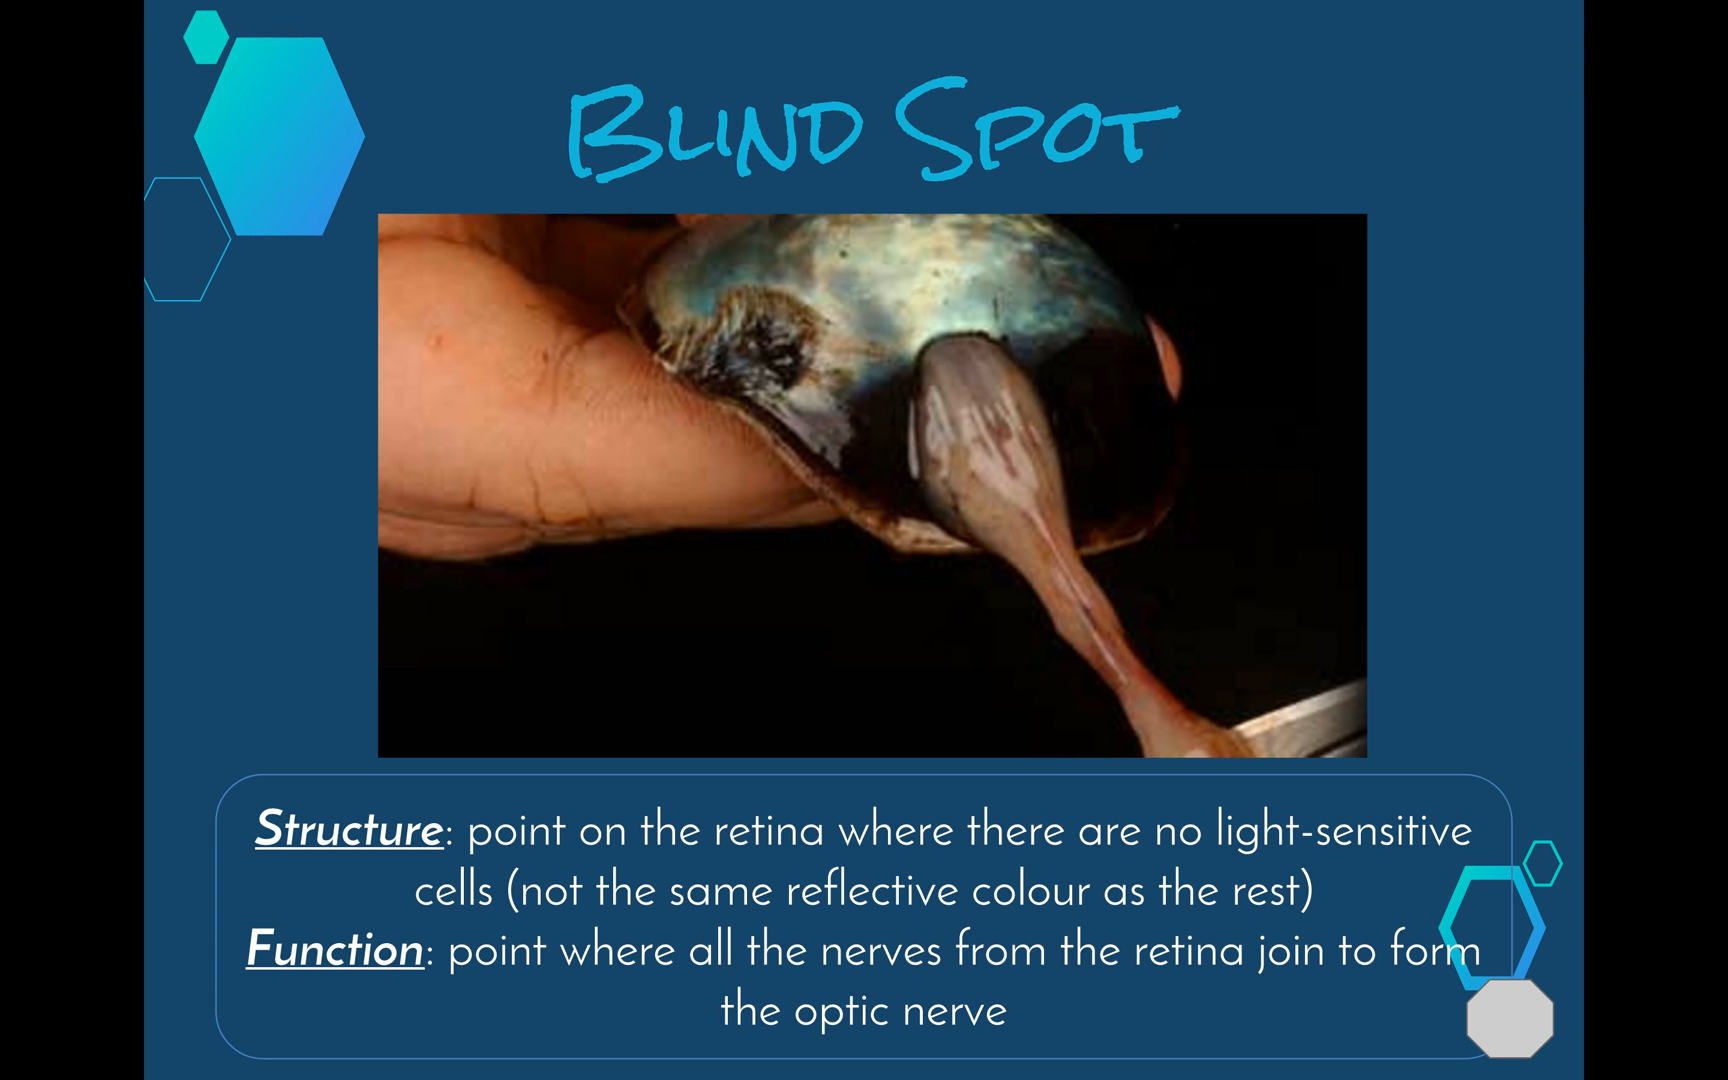 Blind Spot
Structure: point on the retina where there are no light-sensitive
cells (not the same reflective colour as the rest)
Function: point where all the nerves from the retina join to form
the optic nerve